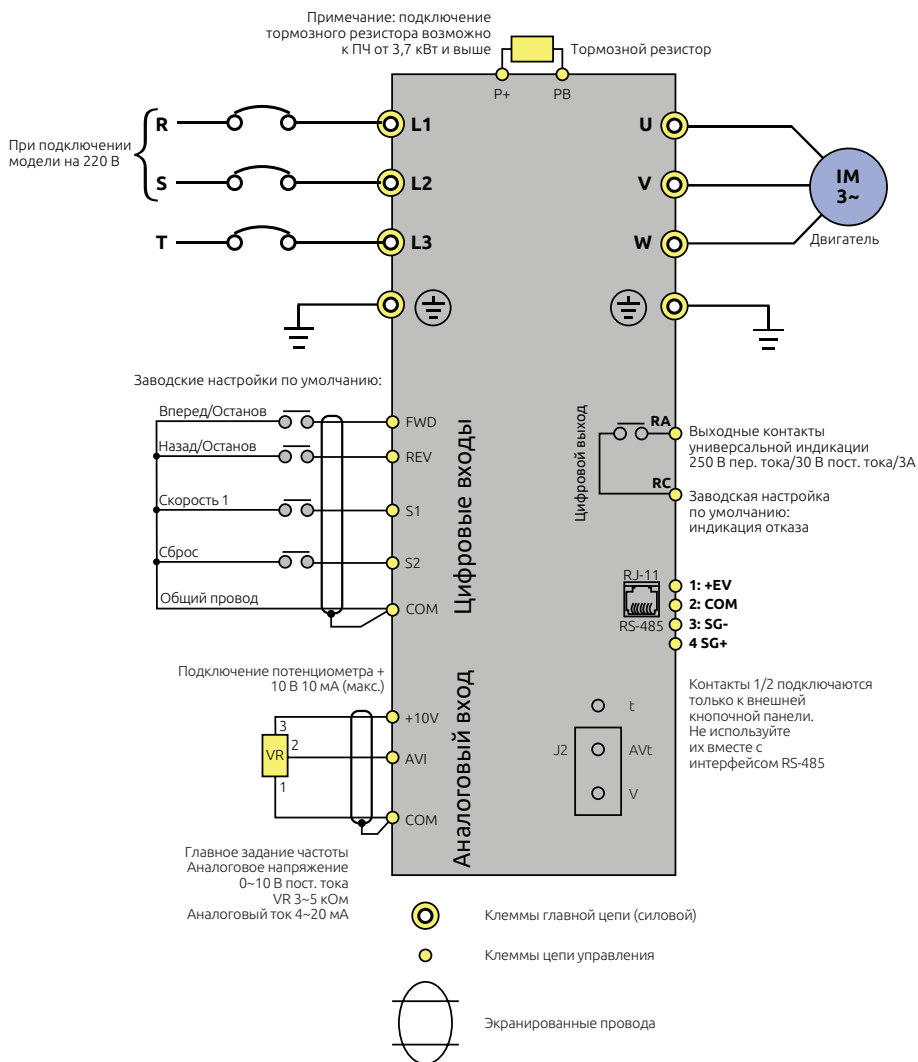 Примечание: подключение
тормозного резистора возможно
к ПЧ от 3,7 кВт и выше
Тормозной резистор
P+
PB
При подключении
модели на 220 В
R
L1
S
L2
T
L3
U
V
W
IM
3~
Двигатель
Заводские настройки по умолчанию:
Вперед/Останов
FWD
Назад/Останов
REV
Скорость 1
S1
Сброс
S2
Общий провод
COM
Цифровые входы
Цифровой выход
RA
RC
Выходные контакты
универсальной индикации
250 В пер. тока/30 В пост. тока/3А
Заводская настройка
по умолчанию:
индикация отказа
RJ-11
RS-485
1: +EV
2: COM
3: SG-
4 SG+
Контакты 1/2 подключаются
только к внешней
кнопочной панели.
Не используйте
их вместе с
интерфейсом RS-485
Подключение потенциометра +
10 В 10 мА (макс.)
3
+10V
VR
2
AVI
1
COM
Аналоговый вход
t
J2
AVt
V
Главное задание частоты
Аналоговое напряжение
0~10 В пост. тока
VR 3~5 кОм
Аналоговый ток 4~20 мА
Клеммы главной цепи (силовой)
Клеммы цепи управления
Экранированные провода